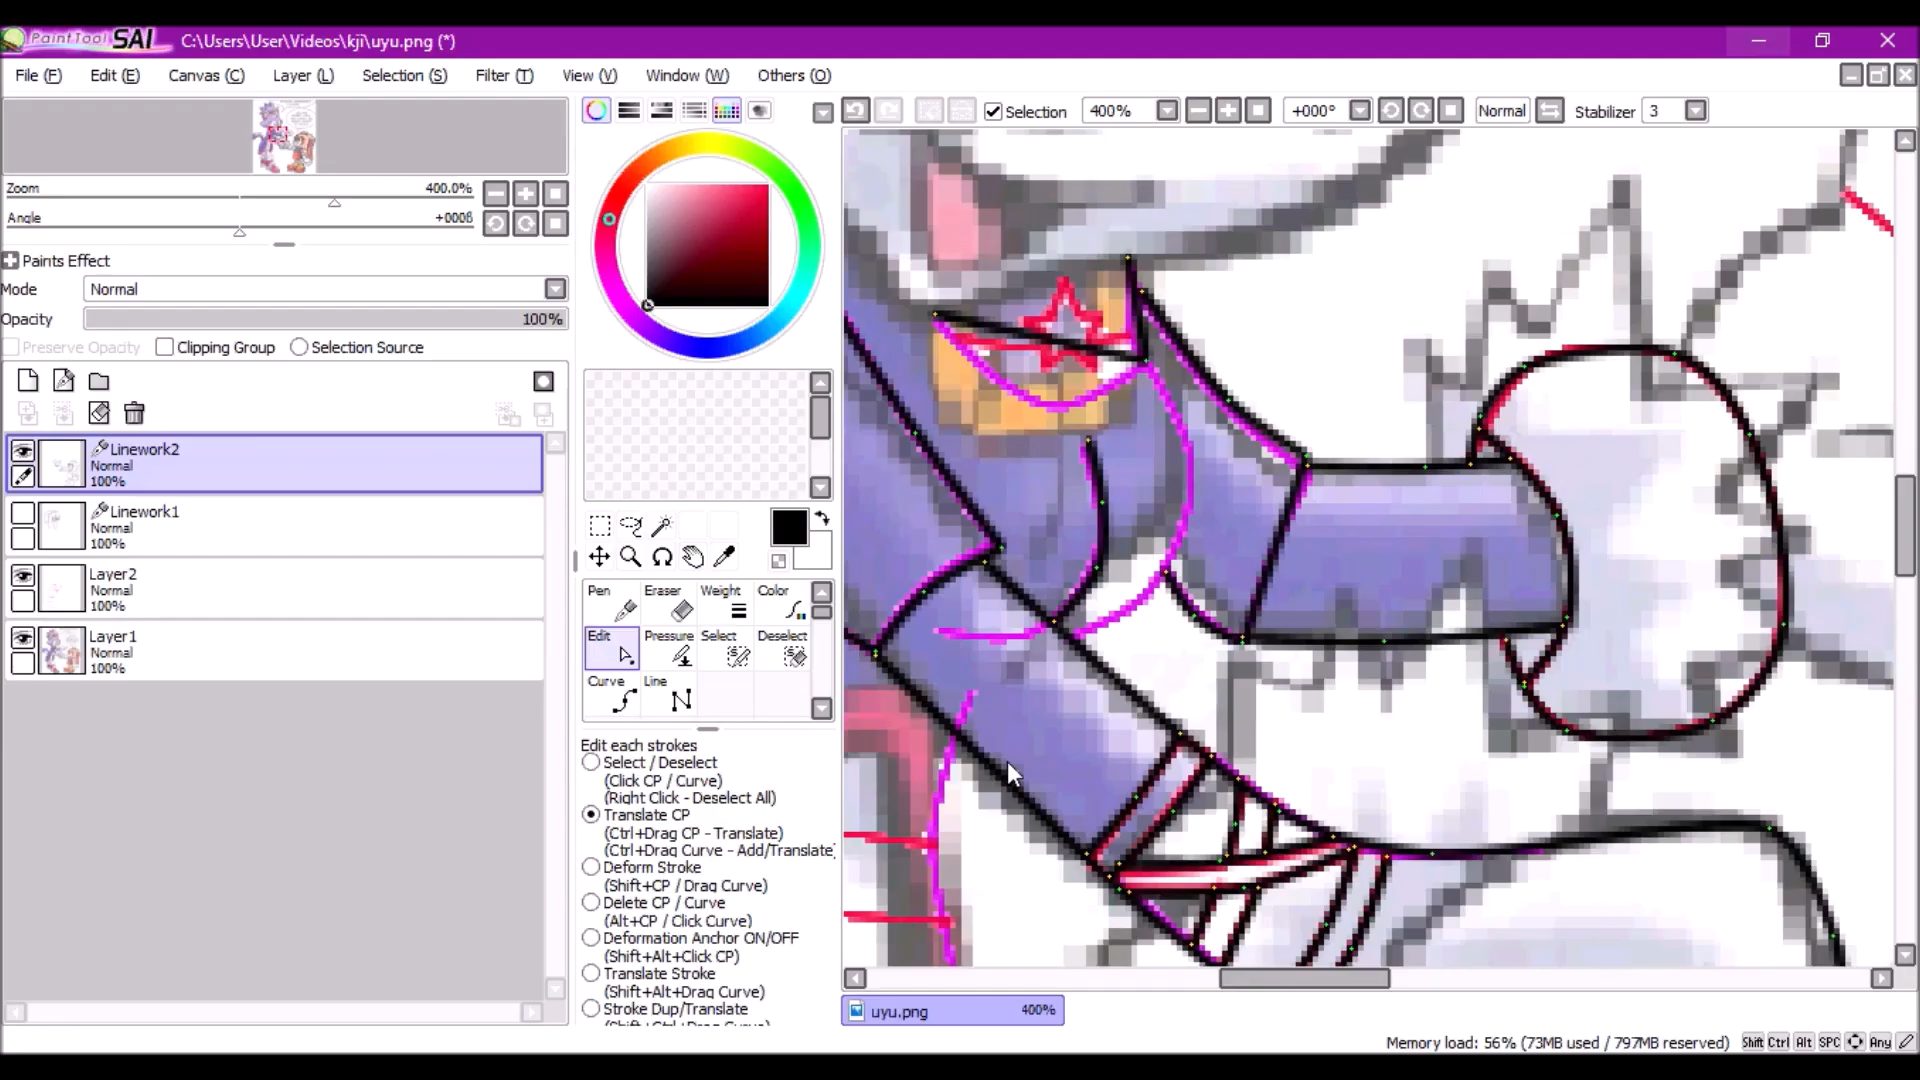 PaintTool SAI C:\Users\User\Videos\kji\uyu.png (*)
File (F) Edit (E) Canvas (C) Layer (L) Selection (S) Filter (T) View (V) Window (W) Others (O)
Selection 400% +000° Normal Stabilizer 3
Zoom 400.0%
Angle +000ß
Paints Effect
Mode Normal
Opacity 100%
Preserve Opacity Clipping Group Selection Source
Linework2
Normal
100%
Linework1
Normal
100%
Layer2
Normal
100%
Layer1
Normal
100%
Pen Eraser Weight Color
Edit Pressure Select Deselect
Curve Line
Edit each strokes
Select / Deselect
(Click CP / Curve)
(Right Click - Deselect All)
Translate CP
(Ctrl+Drag CP - Translate)
(Ctrl+Drag Curve - Add/Translate
Deform Stroke
(Shift+CP / Drag Curve)
Delete CP / Curve
(Alt+CP / Click Curve)
Deformation Anchor ON/OFF
(Shift+Alt+Click CP)
Translate Stroke
(Shift+Alt+Drag Curve)
Stroke Dup/Translate
(Shift+Ctrl+Drag Curve)
uyu.png 400%
Memory load: 56% (73MB used / 797MB reserved) Shift Ctrl Alt SPC Any